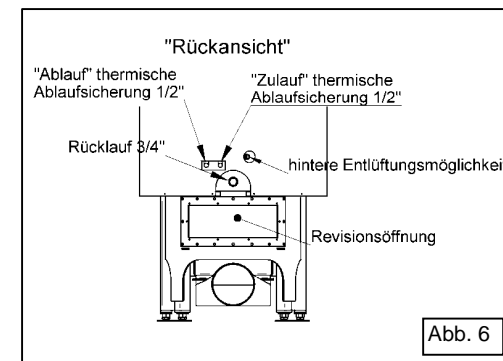 "Rückansicht"
"Ablauf" thermische
Ablaufsicherung 1/2"
"Zulauf" thermische
Ablaufsicherung 1/2"
Rücklauf 3/4"
hintere Entlüftungsmöglichkei
Revisionsöffnung
Abb. 6